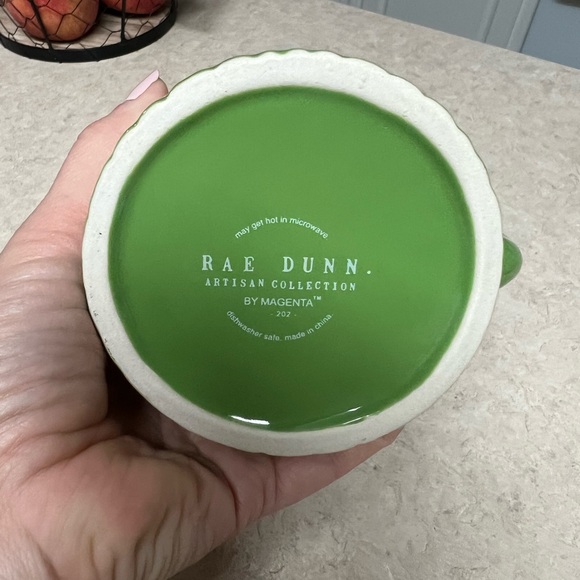 may get hot in microwave
RAE DUNN.
ARTISAN COLLECTION
BY MAGENTA™
- 202 -
dishwasher safe. made in china.